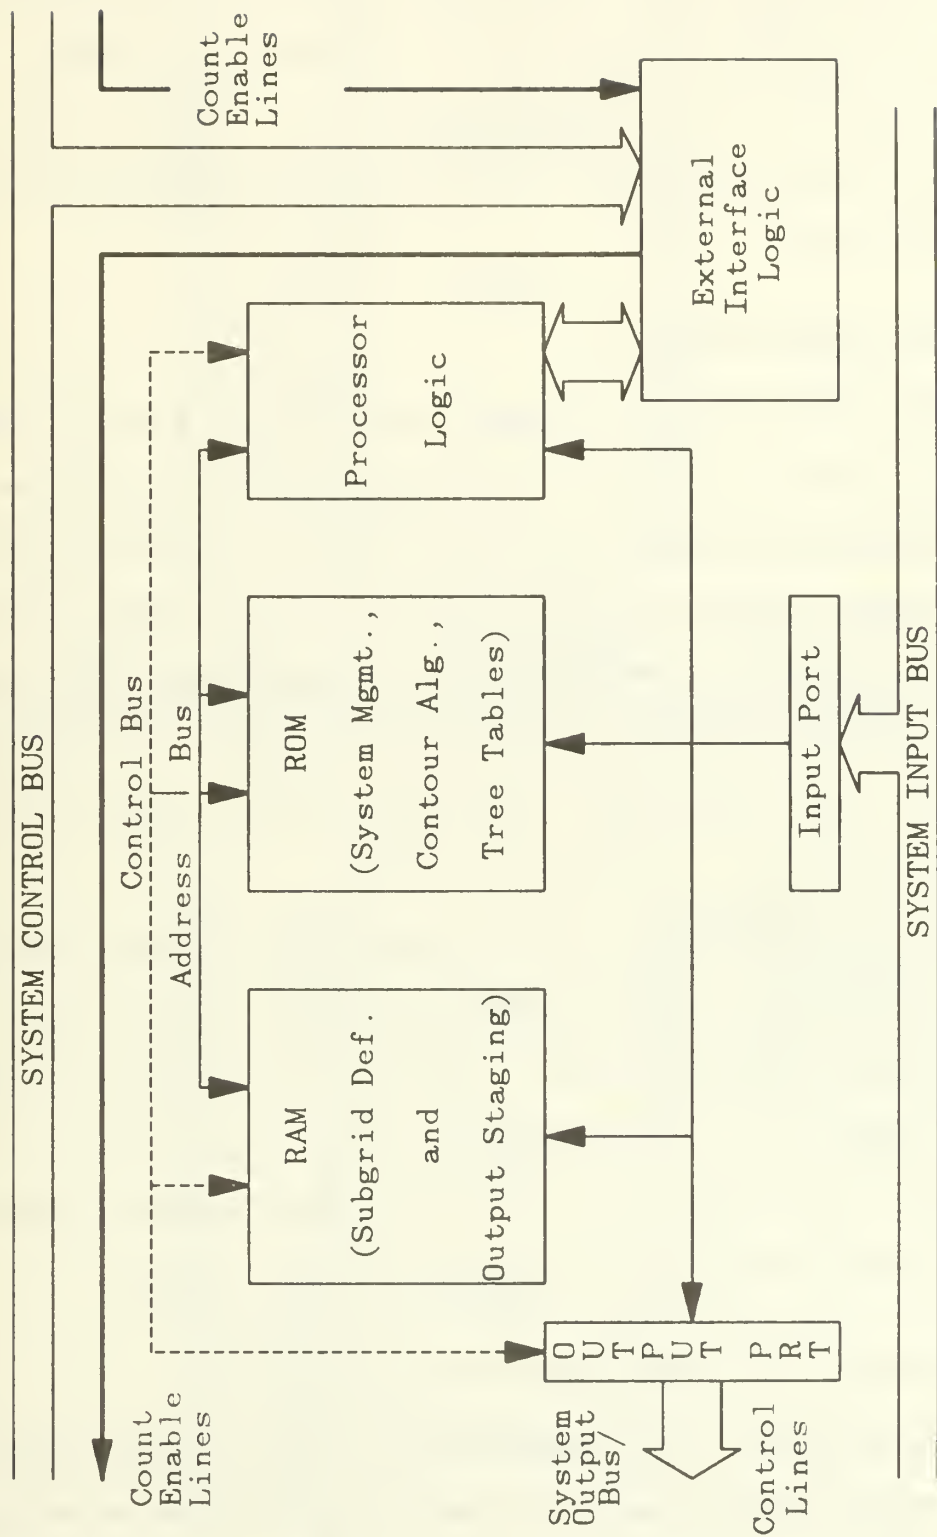 SYSTEM CONTROL BUS
Count
Enable
Lines
Count
Enable
Lines
Control Bus
Address Bus
RAM
(Subgrid Def.
and
Output Staging)
ROM
(System Mgmt.,
Contour Alg.,
Tree Tables)
Processor
Logic
External
Interface
Logic
OUTPUT PRT
System
Output
Bus/
Control
Lines
Input Port
SYSTEM INPUT BUS